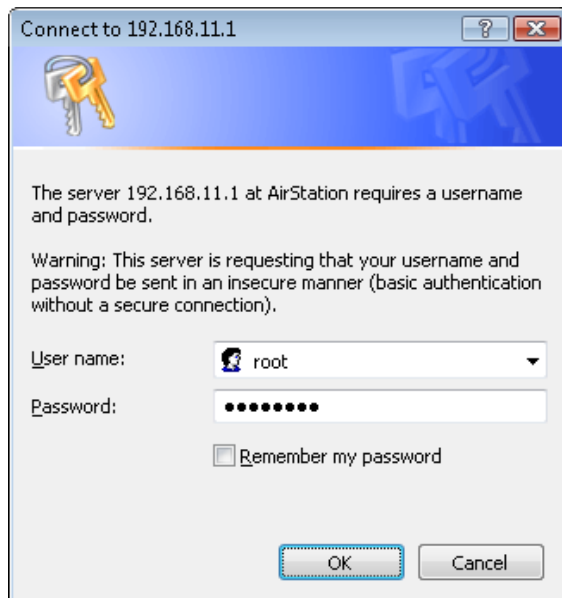 Connect to 192.168.11.1
?
The server 192.168.11.1 at AirStation requires a username
and password.
Warning: This server is requesting that your username and
password be sent in an insecure manner (basic authentication
without a secure connection).
User name:
root
Password:
••••••••
Remember my password
OK
Cancel